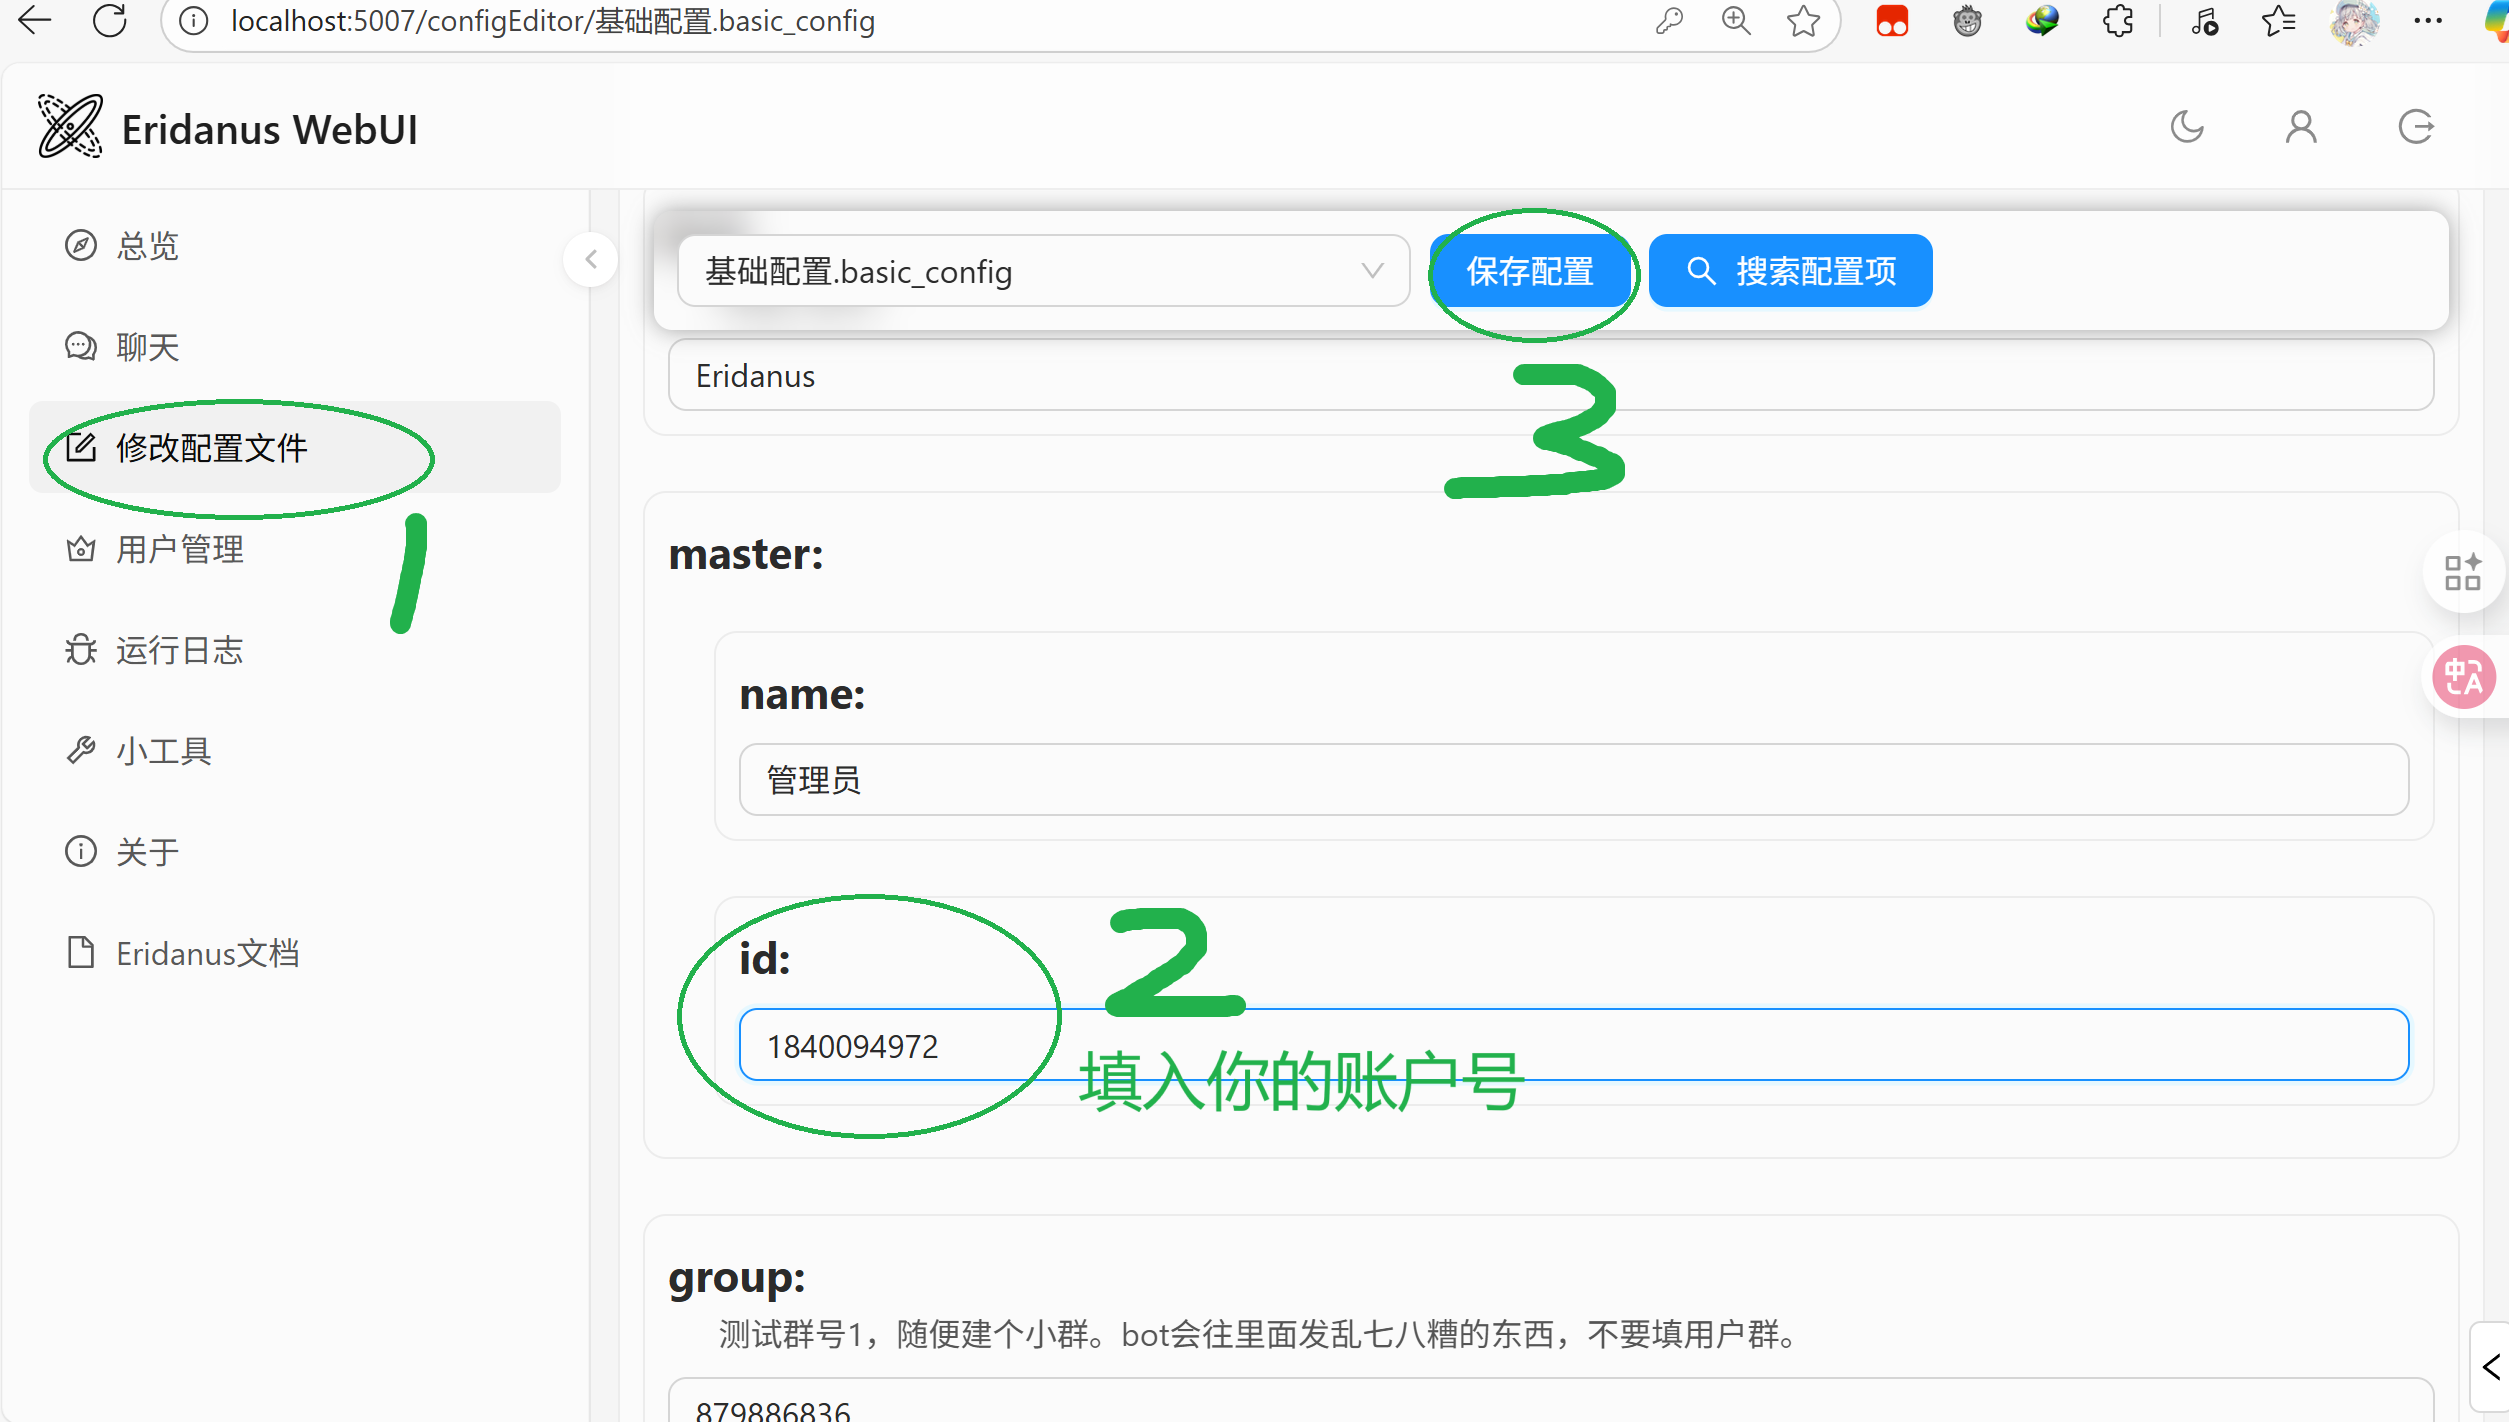 localhost:5007/configEditor/基础配置.basic_config
Eridanus WebUI
总览
聊天
修改配置文件
用户管理
运行日志
小工具
关于
Eridanus文档
1
基础配置.basic_config
保存配置
搜索配置项
3
Eridanus
master:
name:
管理员
id:
2
1840094972
填入你的账户号
group:
测试群号1，随便建个小群。bot会往里面发乱七八糟的东西，不要填用户群。
879886836